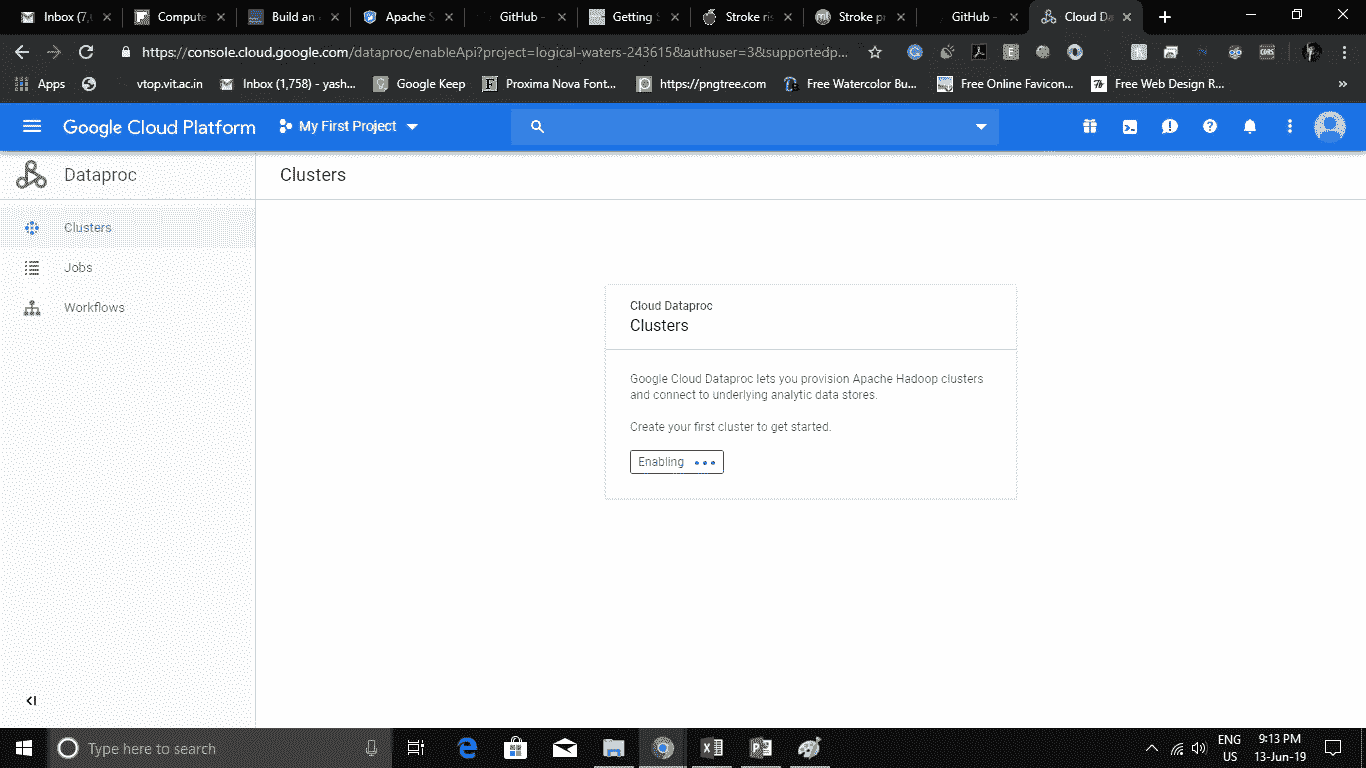 Inbox (7,
Compute
Build an
Apache S
GitHub -
Getting S
Stroke ris
Stroke pr
GitHub -
Cloud Da
https://console.cloud.google.com/dataproc/enableApi?project=logical-waters-243615&authuser=3&supportedp...
Apps
vtop.vit.ac.in
Inbox (1,758) - yash...
Google Keep
Proxima Nova Font...
https://pngtree.com
Free Watercolor Bu...
Free Online Favicon...
Free Web Design R...
»
Google Cloud Platform
My First Project
Dataproc
Clusters
Clusters
Jobs
Workflows
Cloud Dataproc
Clusters
Google Cloud Dataproc lets you provision Apache Hadoop clusters
and connect to underlying analytic data stores.
Create your first cluster to get started.
Enabling
Type here to search
ENG
US
9:13 PM
13-Jun-19